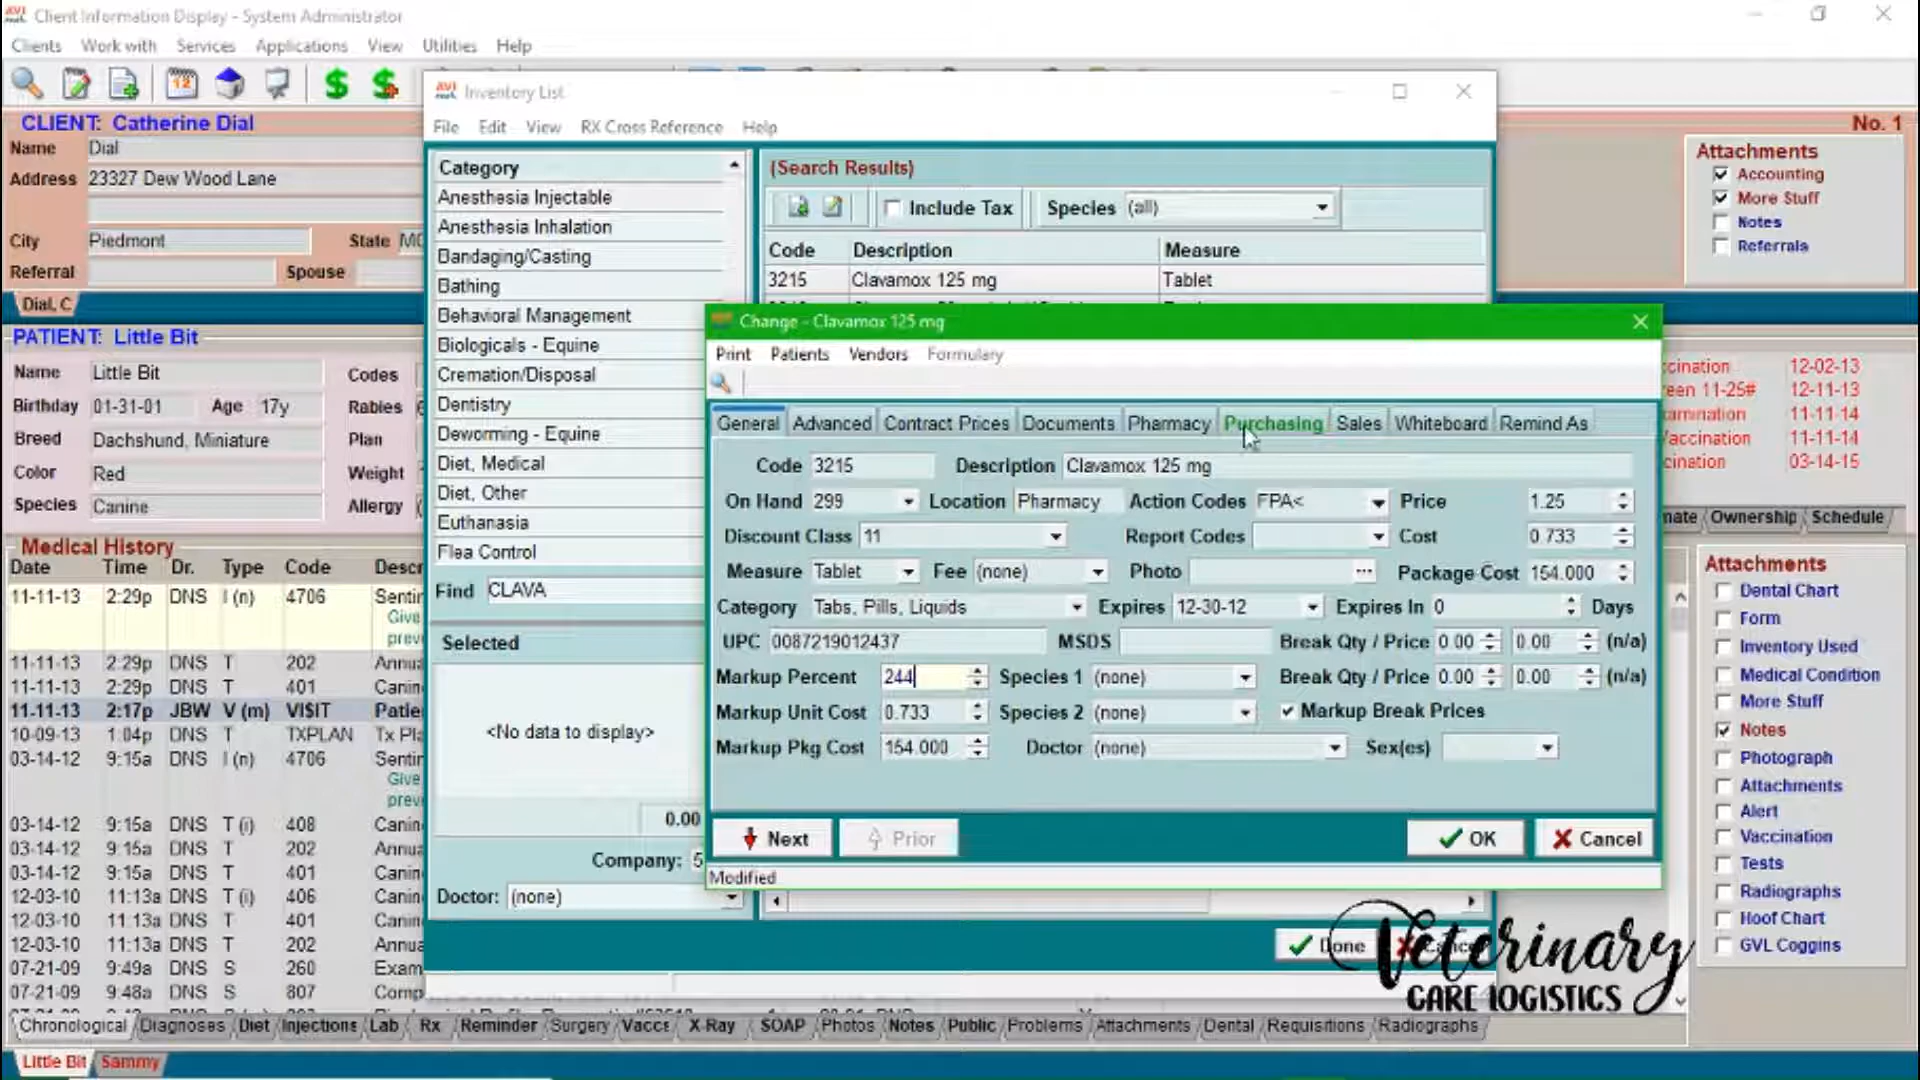 Client Information Display - System Administrator
Clients Work with Services Applications View Utilities Help
CLIENT: Catherine Dial
No. 1
Name Dial
Address 23327 Dew Wood Lane
City Piedmont State
Referral Spouse
Dial, C
Attachments
Accounting
More Stuff
Notes
Referrals
PATIENT: Little Bit
Name Little Bit Codes
Birthday 01-31-01 Age 17y Rabies
Breed Dachshund, Miniature Plan
Color Red Weight
Species Canine Allergy
12-02-13
12-11-13
11-11-14
11-11-14
03-14-15
Ownership Schedule
Medical History
Date Time Dr. Type Code
11-11-13 2:29p DNS I (n) 4706
Give
11-11-13 2:29p DNS T 202
11-11-13 2:29p DNS T 401
11-11-13 2:17p JBW V (m) VISIT
10-09-13 1:04p DNS T TXPLAN
03-14-12 9:15a DNS I (n) 4706
Give
03-14-12 9:15a DNS T (i) 408
03-14-12 9:15a DNS T 202
03-14-12 9:15a DNS T 401
12-03-10 11:13a DNS T (i) 406
12-03-10 11:13a DNS T 401
12-03-10 11:13a DNS T 202
07-21-09 9:49a DNS S 260
07-21-09 9:48a DNS S 807
Chronological Diagnoses Diet Injections Lab Rx Reminder Surgery Vaccs X-Ray SOAP Photos Notes Public Problems Attachments Dental Requisitions Radiographs
Little Bit Sammy
Attachments
Dental Chart
Form
Inventory Used
Medical Condition
More Stuff
Notes
Photograph
Attachments
Alert
Vaccination
Tests
Radiographs
Hoof Chart
GVL Coggins
Inventory List
File Edit View RX Cross Reference Help
Category
Anesthesia Injectable
Anesthesia Inhalation
Bandaging/Casting
Bathing
Behavioral Management
Biologicals - Equine
Cremation/Disposal
Dentistry
Deworming - Equine
Diet, Medical
Diet, Other
Euthanasia
Flea Control
Find CLAVA
Selected
<No data to display>
0.00
Company: 5
Doctor: (none)
(Search Results)
Include Tax Species (all)
Code Description Measure
3215 Clavamox 125 mg Tablet
Done
Change - Clavamox 125 mg
Print Patients Vendors Formulary
General Advanced Contract Prices Documents Pharmacy Purchasing Sales Whiteboard Remind As
Code 3215 Description Clavamox 125 mg
On Hand 299 Location Pharmacy Action Codes FPA< Price 1.25
Discount Class 11 Report Codes Cost 0.733
Measure Tablet Fee (none) Photo ... Package Cost 154.000
Category Tabs, Pills, Liquids Expires 12-30-12 Expires In 0 Days
UPC 0087219012437 MSDS Break Qty / Price 0.00 0.00 (n/a)
Markup Percent 244 Species 1 (none) Break Qty / Price 0.00 0.00 (n/a)
Markup Unit Cost 0.733 Species 2 (none) Markup Break Prices
Markup Pkg Cost 154.000 Doctor (none) Sex(es)
Next Prior OK Cancel
Modified
Veterinary
CARE LOGISTICS